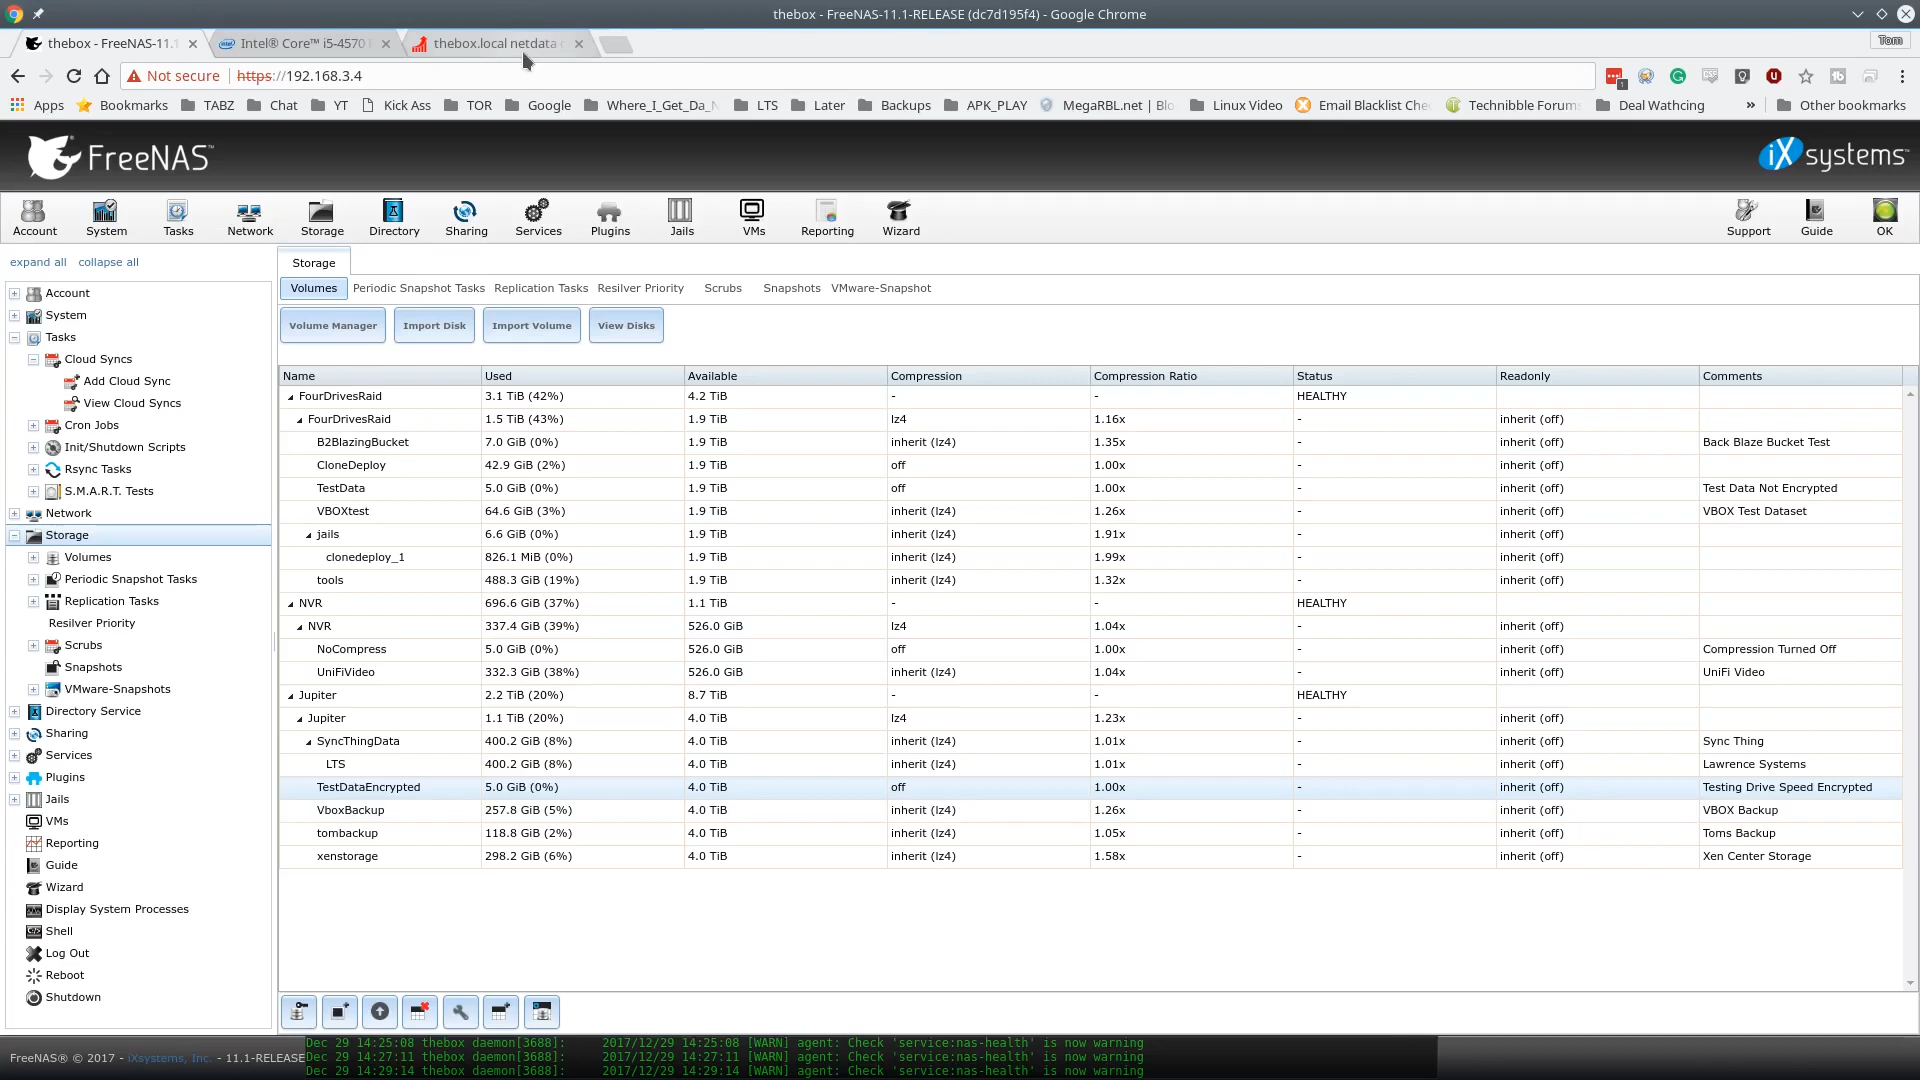 thebox - FreeNAS-11.1-RELEASE (dc7d195f4) - Google Chrome
thebox - FreeNAS-11.1
Intel® Core™ i5-4570
thebox.local netdata
Tom
Not secure https://192.168.3.4
Apps Bookmarks TABZ Chat YT Kick Ass TOR Google Where_I_Get_Da_ LTS Later Backups APK_PLAY MegaRBL.net | Blo Linux Video Email Blacklist Che Technibble Forum Deal Wathcing » Other bookmarks
FreeNAS
iXsystems
Account System Tasks Network Storage Directory Sharing Services Plugins Jails VMs Reporting Wizard Support Guide OK
expand all collapse all
Account
System
Tasks
Cloud Syncs
Add Cloud Sync
View Cloud Syncs
Cron Jobs
Init/Shutdown Scripts
Rsync Tasks
S.M.A.R.T. Tests
Network
Storage
Volumes
Periodic Snapshot Tasks
Replication Tasks
Resilver Priority
Scrubs
Snapshots
VMware-Snapshots
Directory Service
Sharing
Services
Plugins
Jails
VMs
Reporting
Guide
Wizard
Display System Processes
Shell
Log Out
Reboot
Shutdown
Storage
Volumes Periodic Snapshot Tasks Replication Tasks Resilver Priority Scrubs Snapshots VMware-Snapshot
Volume Manager Import Disk Import Volume View Disks
Name Used Available Compression Compression Ratio Status Readonly Comments
FourDrivesRaid 3.1 TiB (42%) 4.2 TiB - - HEALTHY
FourDrivesRaid 1.5 TiB (43%) 1.9 TiB lz4 1.16x - inherit (off)
B2BlazingBucket 7.0 GiB (0%) 1.9 TiB inherit (lz4) 1.35x - inherit (off) Back Blaze Bucket Test
CloneDeploy 42.9 GiB (2%) 1.9 TiB off 1.00x - inherit (off)
TestData 5.0 GiB (0%) 1.9 TiB off 1.00x - inherit (off) Test Data Not Encrypted
VBOXtest 64.6 GiB (3%) 1.9 TiB inherit (lz4) 1.26x - inherit (off) VBOX Test Dataset
jails 6.6 GiB (0%) 1.9 TiB inherit (lz4) 1.91x - inherit (off)
clonedeploy_1 826.1 MiB (0%) 1.9 TiB inherit (lz4) 1.99x - inherit (off)
tools 488.3 GiB (19%) 1.9 TiB inherit (lz4) 1.32x - inherit (off)
NVR 696.6 GiB (37%) 1.1 TiB - - HEALTHY
NVR 337.4 GiB (39%) 526.0 GiB lz4 1.04x - inherit (off)
NoCompress 5.0 GiB (0%) 526.0 GiB off 1.00x - inherit (off) Compression Turned Off
UniFiVideo 332.3 GiB (38%) 526.0 GiB inherit (lz4) 1.04x - inherit (off) UniFi Video
Jupiter 2.2 TiB (20%) 8.7 TiB - - HEALTHY
Jupiter 1.1 TiB (20%) 4.0 TiB lz4 1.23x - inherit (off)
SyncThingData 400.2 GiB (8%) 4.0 TiB inherit (lz4) 1.01x - inherit (off) Sync Thing
LTS 400.2 GiB (8%) 4.0 TiB inherit (lz4) 1.01x - inherit (off) Lawrence Systems
TestDataEncrypted 5.0 GiB (0%) 4.0 TiB off 1.00x - inherit (off) Testing Drive Speed Encrypted
VboxBackup 257.8 GiB (5%) 4.0 TiB inherit (lz4) 1.26x - inherit (off) VBOX Backup
tombackup 118.8 GiB (2%) 4.0 TiB inherit (lz4) 1.05x - inherit (off) Toms Backup
xenstorage 298.2 GiB (6%) 4.0 TiB inherit (lz4) 1.58x - inherit (off) Xen Center Storage
FreeNAS® © 2017 - iXsystems, Inc. - 11.1-RELEASE
Dec 29 14:25:08 thebox daemon[3688]: 2017/12/29 14:25:08 [WARN] agent: Check 'service:nas-health' is now warning
Dec 29 14:27:11 thebox daemon[3688]: 2017/12/29 14:27:11 [WARN] agent: Check 'service:nas-health' is now warning
Dec 29 14:29:14 thebox daemon[3688]: 2017/12/29 14:29:14 [WARN] agent: Check 'service:nas-health' is now warning